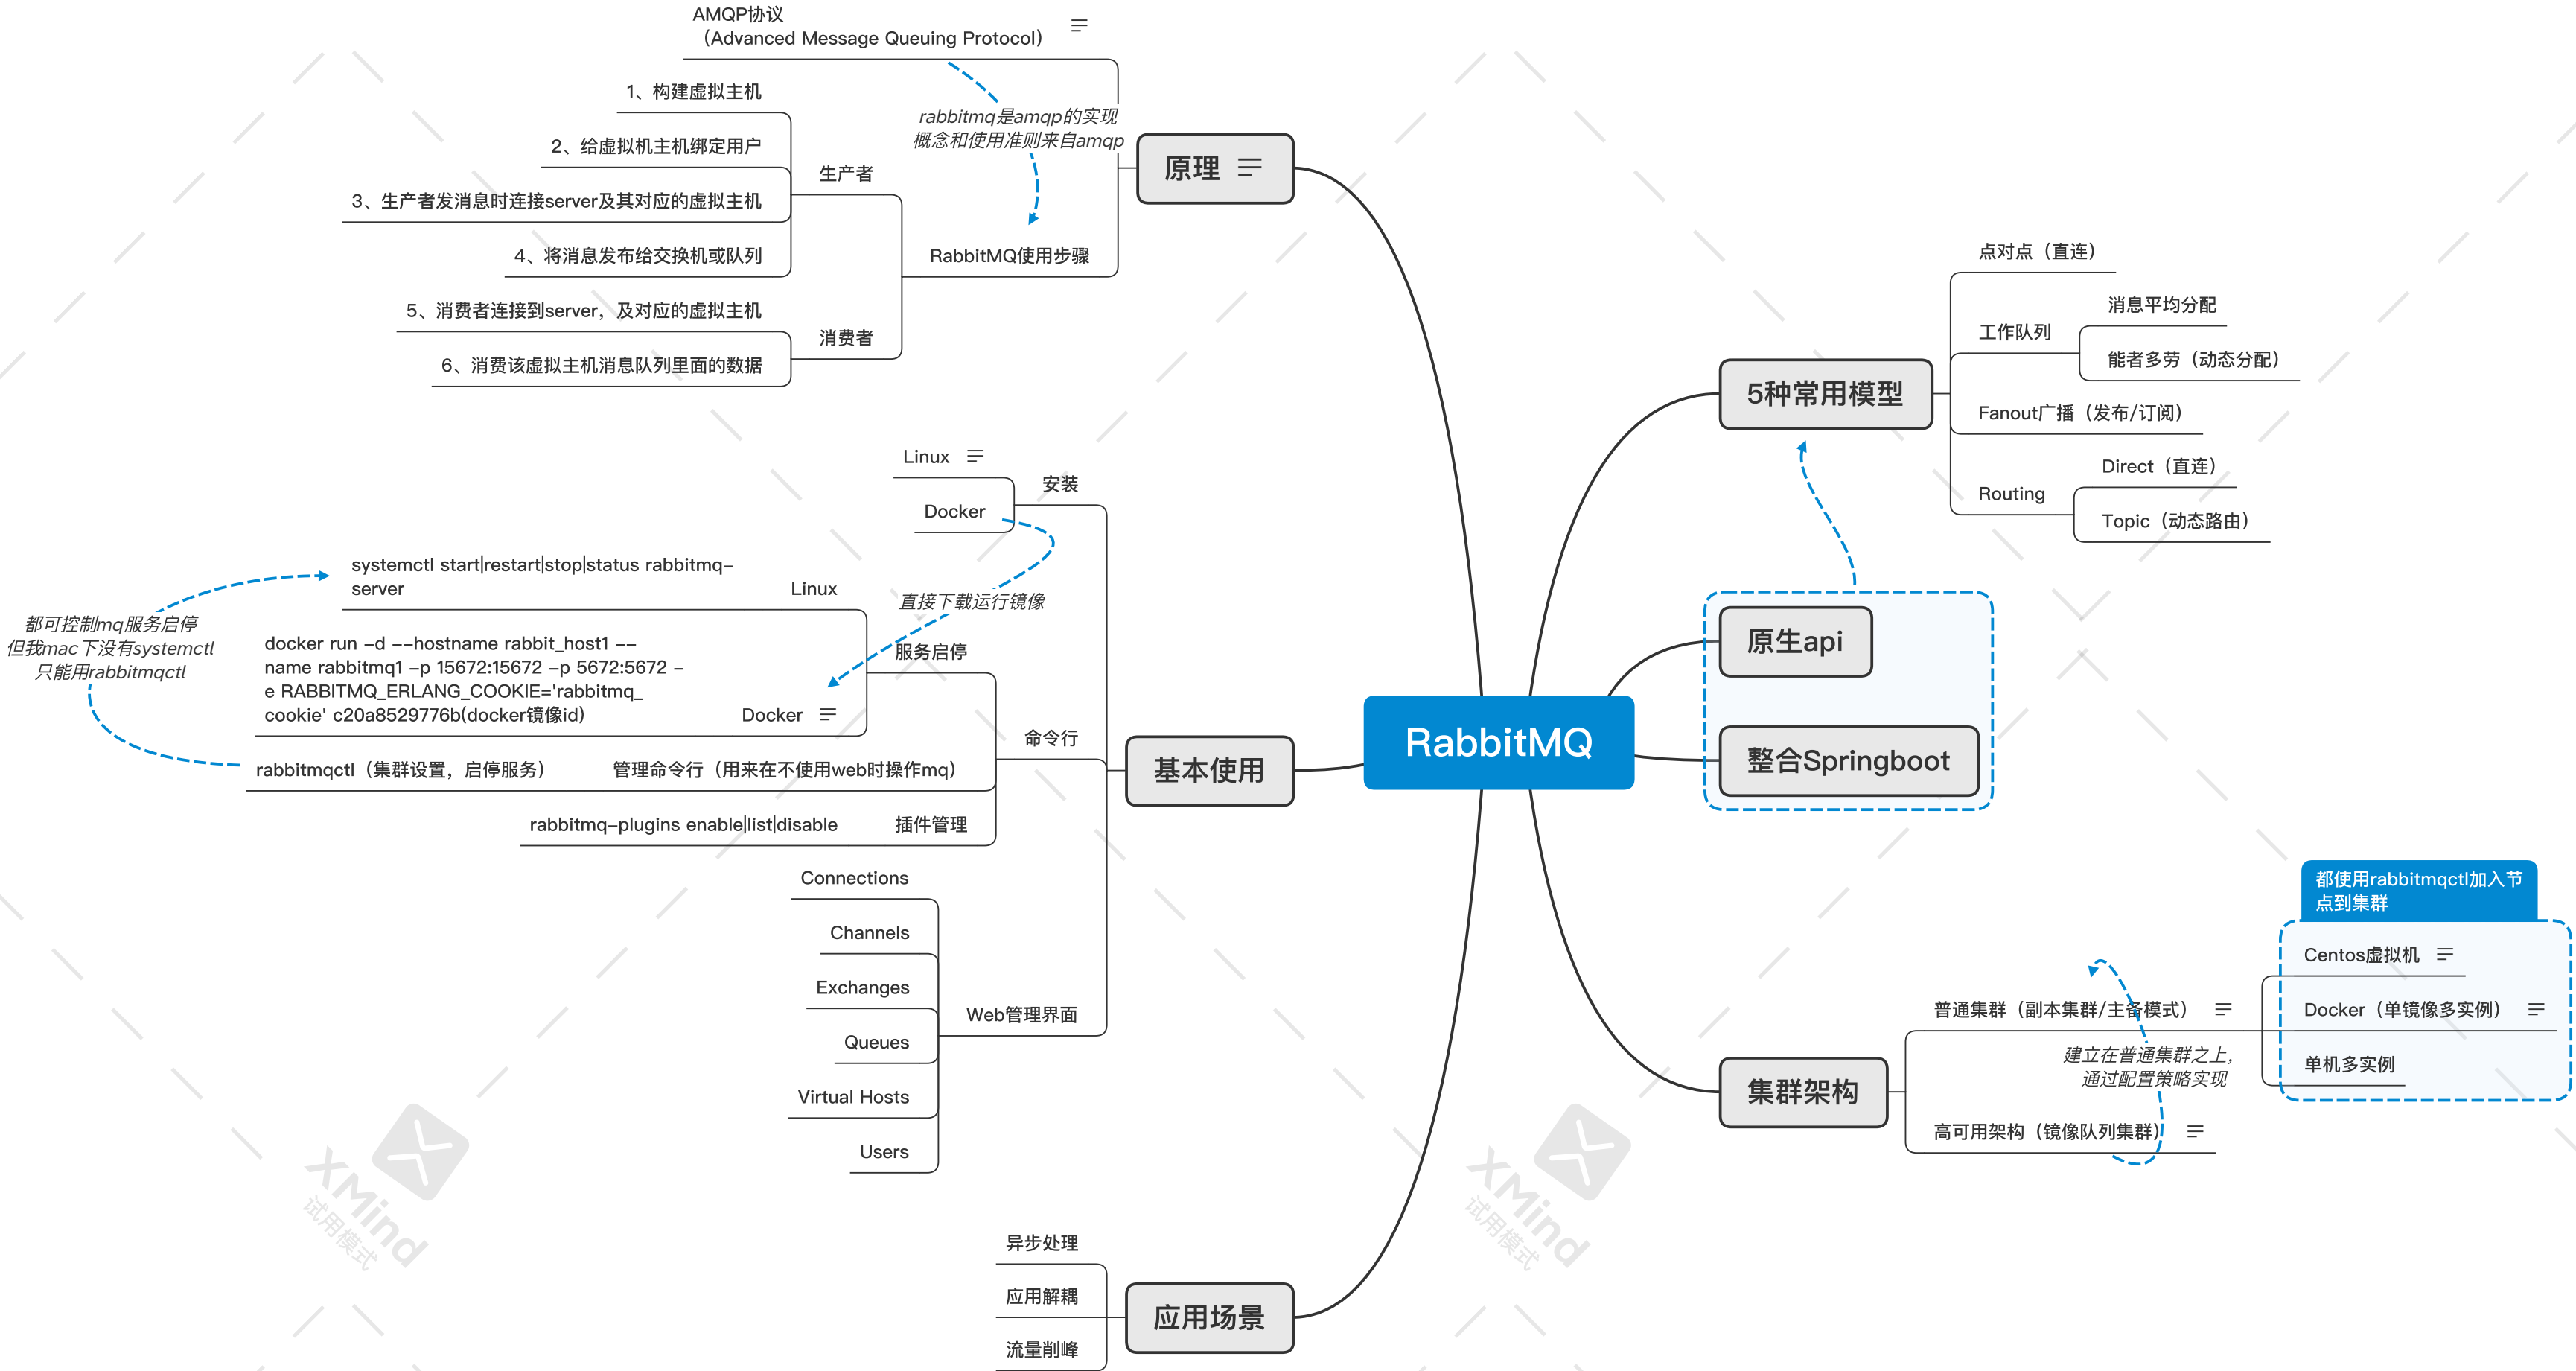 AMQP协议
（Advanced Message Queuing Protocol）
rabbitmq是amqp的实现
概念和使用准则来自amqp
原理
1、构建虚拟主机
2、给虚拟机主机绑定用户
3、生产者发消息时连接server及其对应的虚拟主机
4、将消息发布给交换机或队列
生产者
5、消费者连接到server，及对应的虚拟主机
6、消费该虚拟主机消息队列里面的数据
消费者
RabbitMQ使用步骤
Linux
Docker
安装
直接下载运行镜像
systemctl start|restart|stop|status rabbitmq-
server
Linux
都可控制mq服务启停
但我mac下没有systemctl
只能用rabbitmqctl
docker run -d --hostname rabbit_host1 --
name rabbitmq1 -p 15672:15672 -p 5672:5672 -
e RABBITMQ_ERLANG_COOKIE='rabbitmq_
cookie' c20a8529776b(docker镜像id)
Docker
服务启停
rabbitmqctl（集群设置，启停服务）
管理命令行（用来在不使用web时操作mq）
rabbitmq-plugins enable|list|disable
插件管理
命令行
基本使用
Connections
Channels
Exchanges
Queues
Virtual Hosts
Users
Web管理界面
异步处理
应用解耦
流量削峰
应用场景
RabbitMQ
5种常用模型
点对点（直连）
工作队列
消息平均分配
能者多劳（动态分配）
Fanout广播（发布/订阅）
Routing
Direct（直连）
Topic（动态路由）
原生api
整合Springboot
集群架构
普通集群（副本集群/主备模式）
都使用rabbitmqctl加入节
点到集群
Centos虚拟机
Docker（单镜像多实例）
单机多实例
建立在普通集群之上，
通过配置策略实现
高可用架构（镜像队列集群）
XMind
试用模式
XMind
试用模式